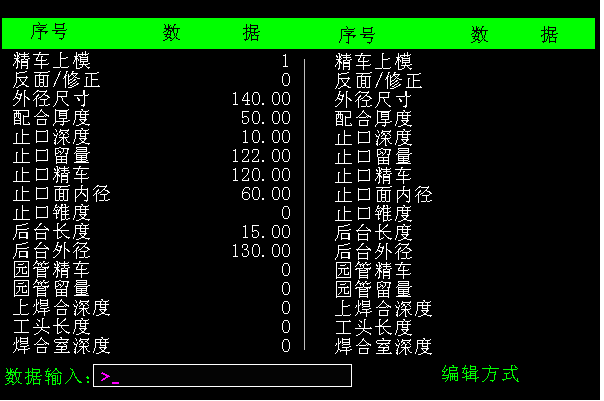 序号 数 据 序号 数 据
精车上模 1 精车上模
反面/修正 0 反面/修正
外径尺寸 140.00 外径尺寸
配合厚度 50.00 配合厚度
止口深度 10.00 止口深度
止口留量 122.00 止口留量
止口精车 120.00 止口精车
止口面内径 60.00 止口面内径
止口锥度 0 止口锥度
后台长度 15.00 后台长度
后台外径 130.00 后台外径
园管精车 0 园管精车
园管留量 0 园管留量
上焊合深度 0 上焊合深度
工头长度 0 工头长度
焊合室深度 0 焊合室深度
数据输入: >_ 编辑方式